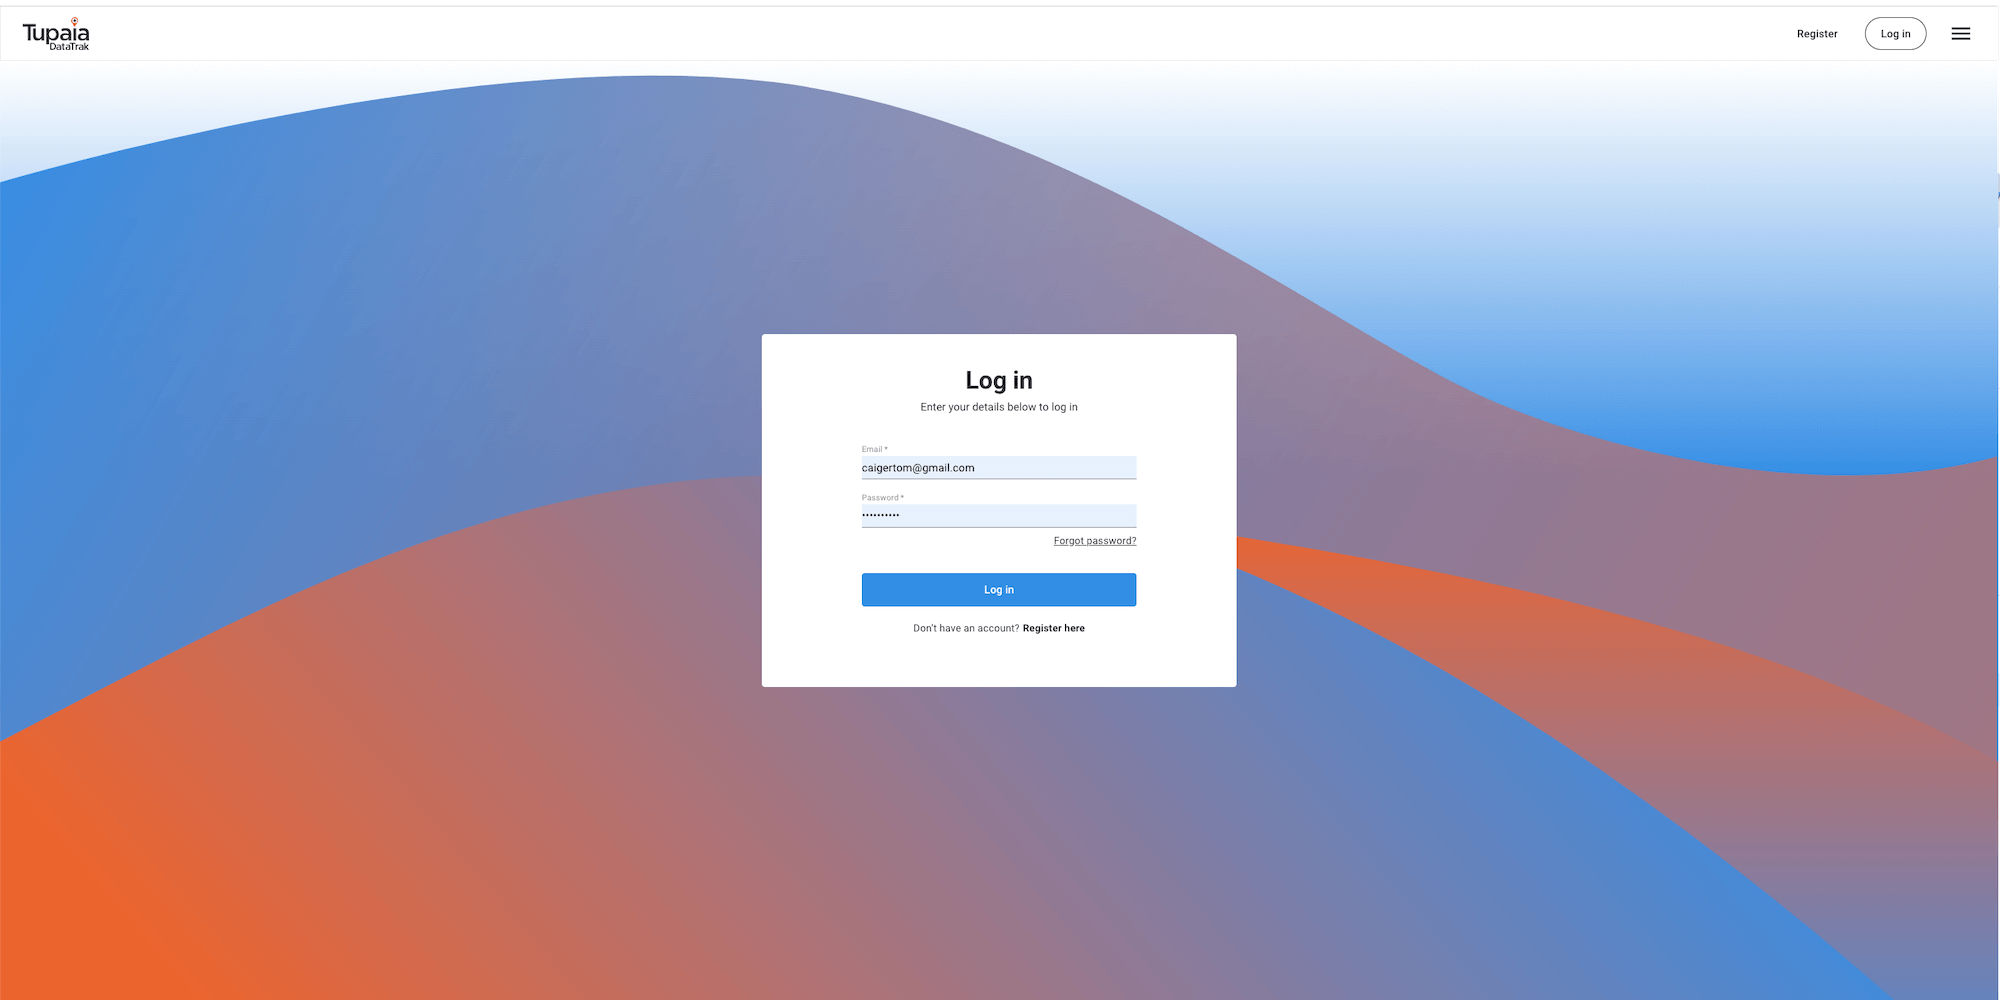 Tupaia
DataTrak
Register
Log in
Log in
Enter your details below to log in
Email *
caigertom@gmail.com
Password *
••••••••••
Forgot password?
Log in
Don't have an account? Register here